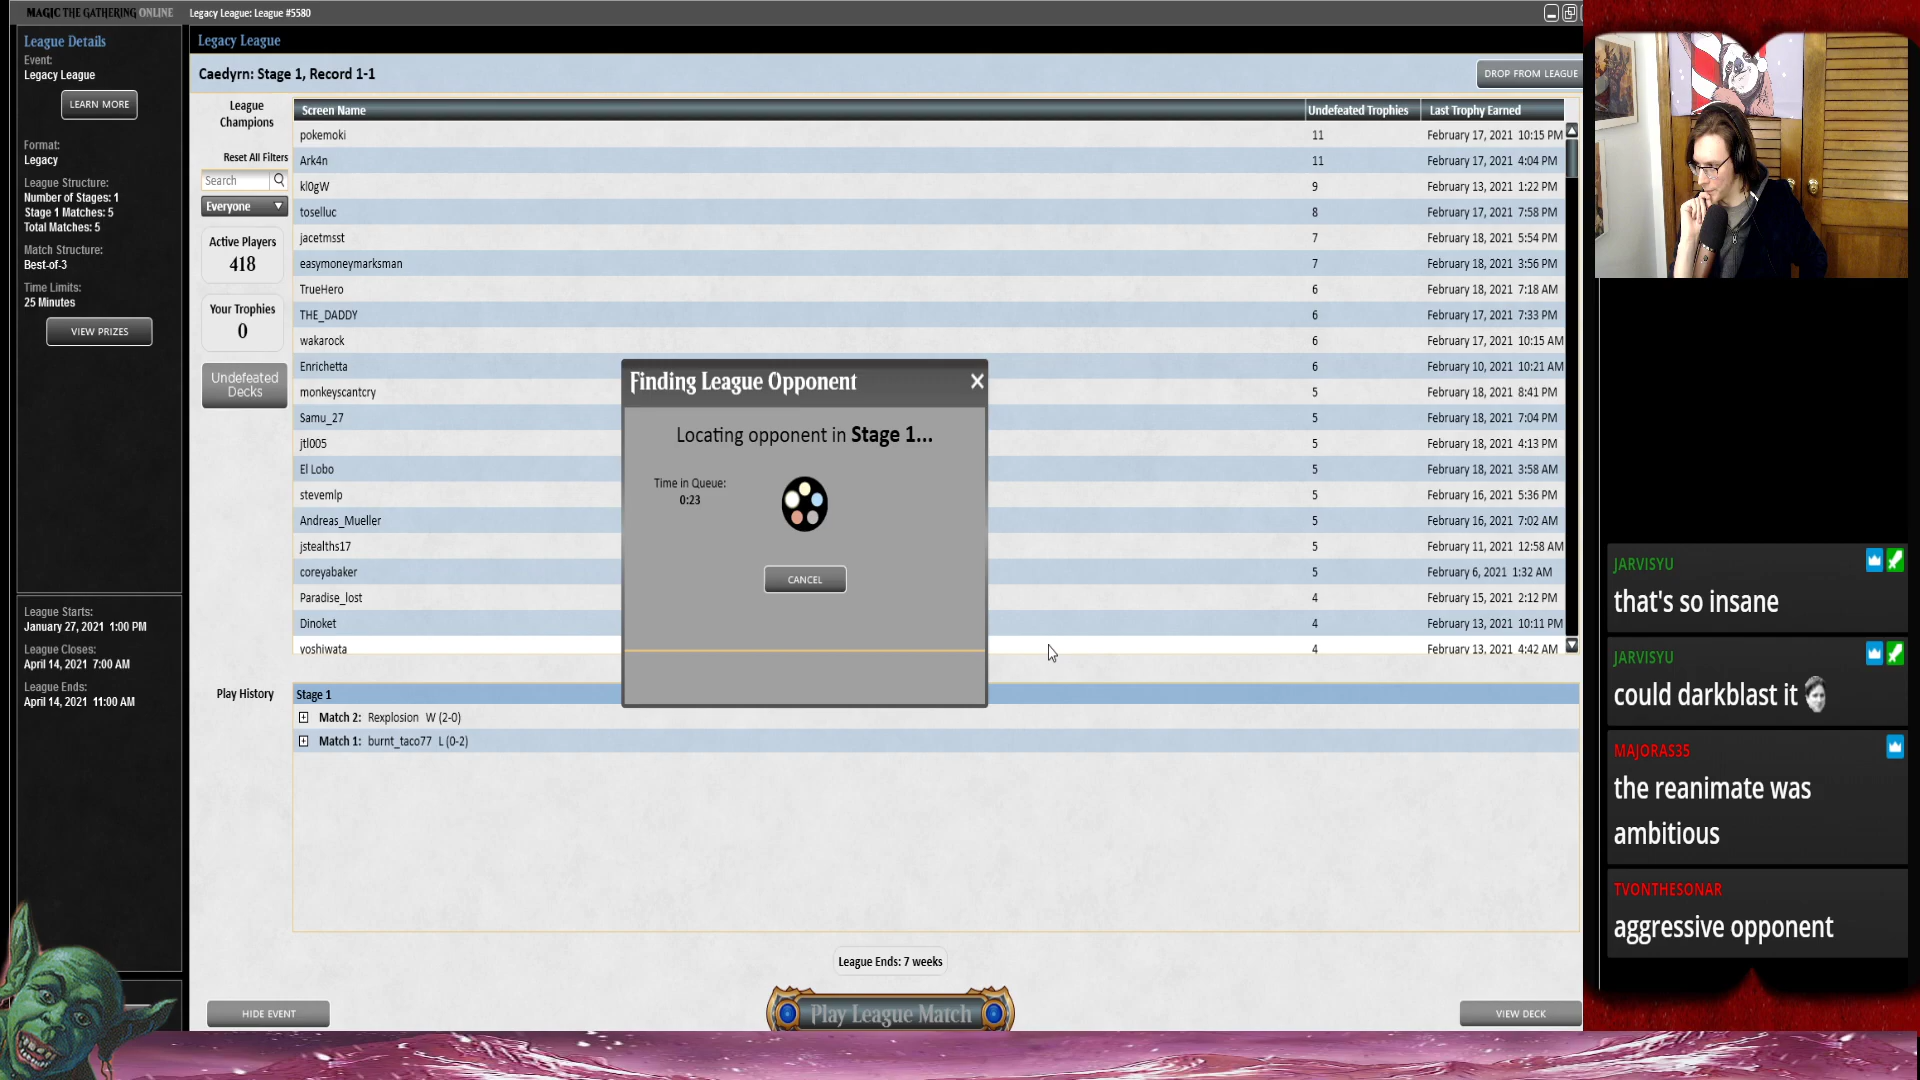 MAGIC THE GATHERING ONLINE
Legacy League: League #5580
League Details
Event:
Legacy League
LEARN MORE
Format:
Legacy
League Structure:
Number of Stages: 1
Stage 1 Matches: 5
Total Matches: 5
Match Structure:
Best-of-3
Time Limits:
25 Minutes
VIEW PRIZES
League Starts:
January 27, 2021 1:00 PM
League Closes:
April 14, 2021 7:00 AM
League Ends:
April 14, 2021 11:00 AM
Legacy League
Caedyrn: Stage 1, Record 1-1
DROP FROM LEAGUE
League
Champions
Reset All Filters
Search
Everyone
Active Players
418
Your Trophies
0
Undefeated
Decks
Screen Name Undefeated Trophies Last Trophy Earned
pokemoki 11 February 17, 2021 10:15 PM
Ark4n 11 February 17, 2021 4:04 PM
kl0gW 9 February 13, 2021 1:22 PM
toselluc 8 February 17, 2021 7:58 PM
jacetmsst 7 February 18, 2021 5:54 PM
easymoneymarksman 7 February 18, 2021 3:56 PM
TrueHero 6 February 18, 2021 7:18 AM
THE_DADDY 6 February 17, 2021 7:33 PM
wakarock 6 February 17, 2021 10:15 AM
Enrichetta 6 February 10, 2021 10:21 AM
monkeyscantcry 5 February 18, 2021 8:41 PM
Samu_27 5 February 18, 2021 7:04 PM
jtl005 5 February 18, 2021 4:13 PM
El Lobo 5 February 18, 2021 3:58 AM
stevemlp 5 February 16, 2021 5:36 PM
Andreas_Mueller 5 February 16, 2021 7:02 AM
jstealths17 5 February 11, 2021 12:58 AM
coreyabaker 5 February 6, 2021 1:32 AM
Paradise_lost 4 February 15, 2021 2:12 PM
Dinoket 4 February 13, 2021 10:11 PM
yoshiwata 4 February 13, 2021 4:42 AM
Finding League Opponent
Locating opponent in Stage 1...
Time in Queue:
0:23
CANCEL
Play History
Stage 1
Match 2: Rexplosion W (2-0)
Match 1: burnt_taco77 L (0-2)
League Ends: 7 weeks
HIDE EVENT
Play League Match
VIEW DECK
JARVISYU
that's so insane
JARVISYU
could darkblast it
MAJORAS35
the reanimate was
ambitious
TVONTHESONAR
aggressive opponent